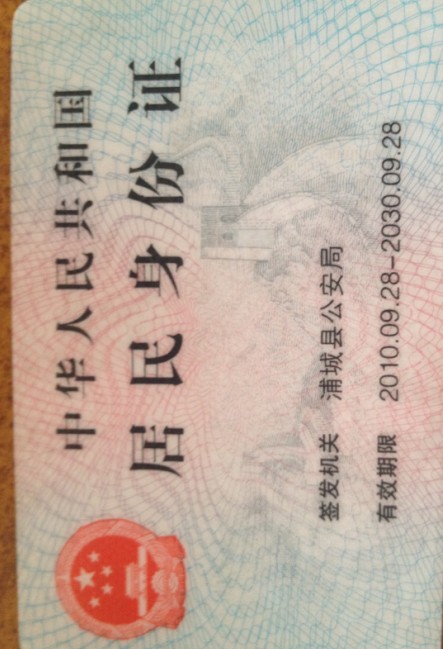 中华人民共和国
居民身份证
签发机关 浦城县公安局
有效期限 2010.09.28-2030.09.28